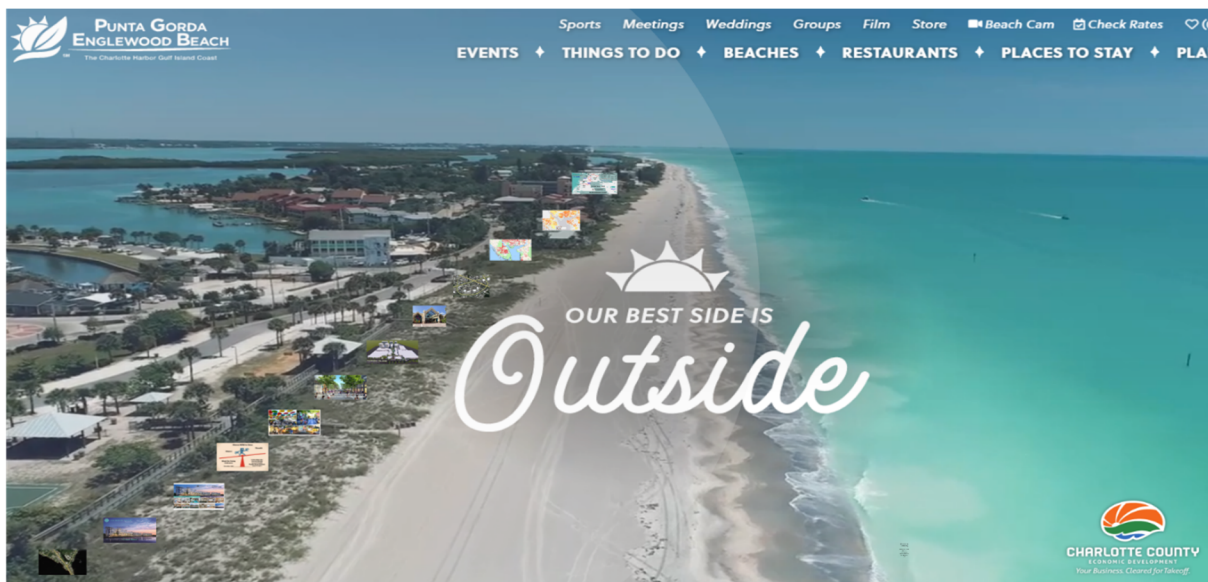 PUNTA GORDA
ENGLEWOOD BEACH
The Charlotte Harbor Gulf Island Coast
Sports Meetings Weddings Groups Film Store Beach Cam Check Rates
EVENTS THINGS TO DO BEACHES RESTAURANTS PLACES TO STAY PLA
OUR BEST SIDE IS
Outside
CHARLOTTE COUNTY
ECONOMIC DEVELOPMENT
Your Business. Cleared for Takeoff.